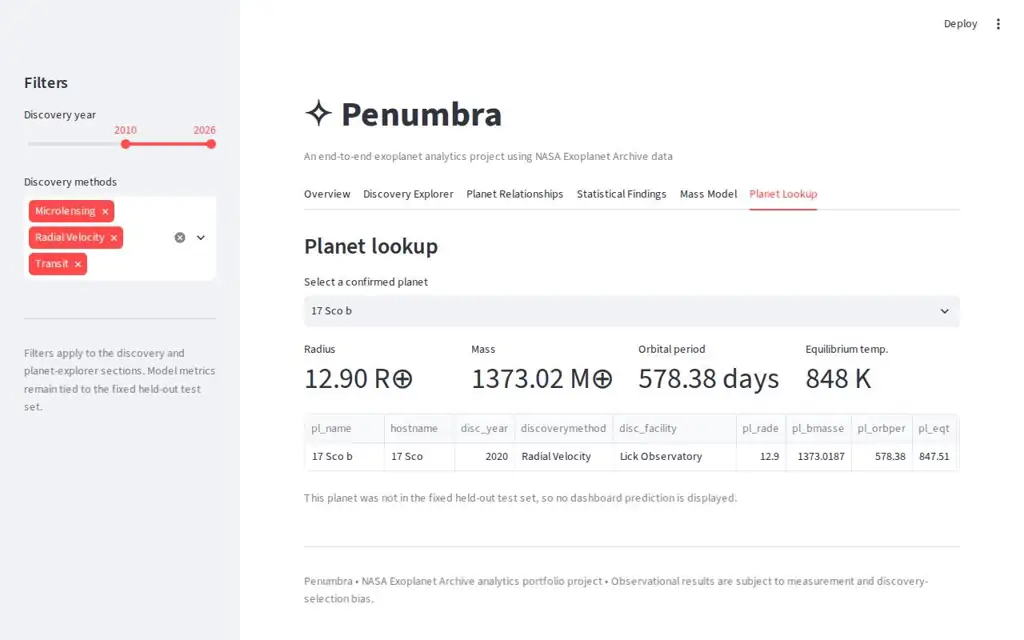 Deploy
Filters
Discovery year
2010 2026
Discovery methods
Microlensing ×
Radial Velocity ×
Transit ×
Filters apply to the discovery and
planet-explorer sections. Model metrics
remain tied to the fixed held-out test
set.
✧ Penumbra
An end-to-end exoplanet analytics project using NASA Exoplanet Archive data
Overview Discovery Explorer Planet Relationships Statistical Findings Mass Model Planet Lookup
Planet lookup
Select a confirmed planet
17 Sco b
Radius Mass Orbital period Equilibrium temp.
12.90 R⊕ 1373.02 M⊕ 578.38 days 848 K
pl_name hostname disc_year discoverymethod disc_facility pl_rade pl_bmasse pl_orbper pl_eqt
17 Sco b 17 Sco 2020 Radial Velocity Lick Observatory 12.9 1373.0187 578.38 847.51
This planet was not in the fixed held-out test set, so no dashboard prediction is displayed.
Penumbra • NASA Exoplanet Archive analytics portfolio project • Observational results are subject to measurement and discovery-
selection bias.